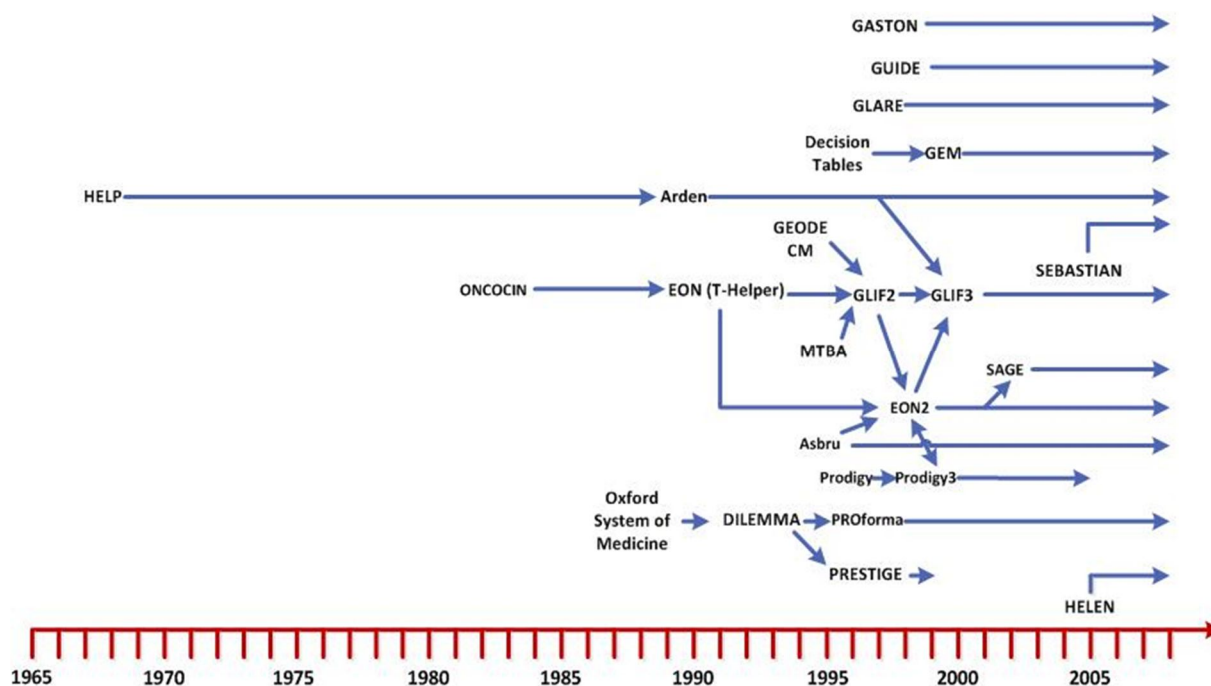 GASTON
GUIDE
GLARE
Decision
Tables
GEM
HELP
Arden
GEODE
CM
SEBASTIAN
ONCOCIN
EON (T-Helper)
GLIF2
GLIF3
MTBA
SAGE
EON2
Asbru
Prodigy
Prodigy3
Oxford
System of
Medicine
DILEMMA
PROforma
PRESTIGE
HELEN
1965 1970 1975 1980 1985 1990 1995 2000 2005